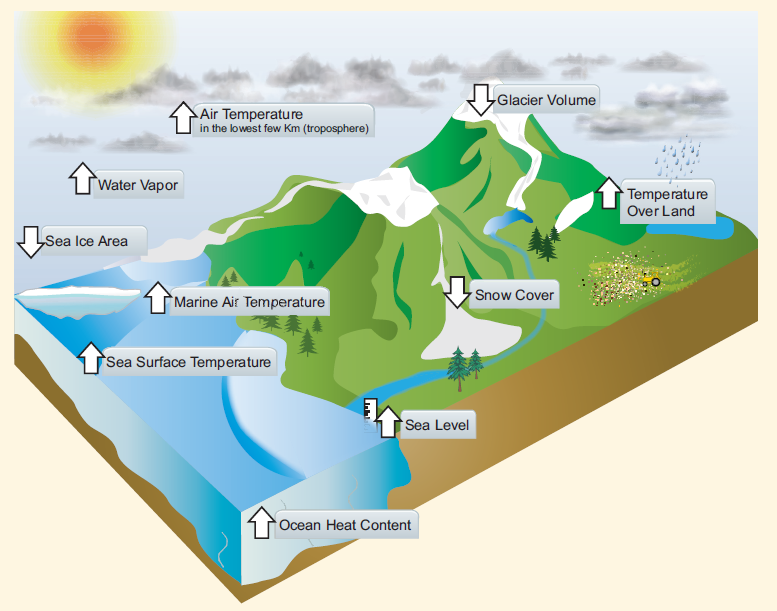 Air Temperature
in the lowest few Km (troposphere)
Glacier Volume
Water Vapor
Temperature
Over Land
Sea Ice Area
Marine Air Temperature
Snow Cover
Sea Surface Temperature
Sea Level
Ocean Heat Content